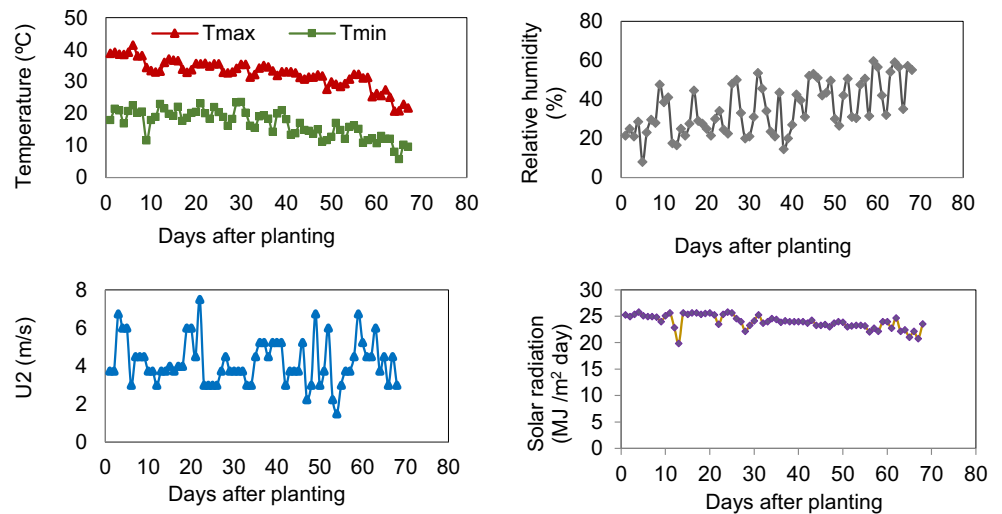 Temperature (ºC)
50
40
30
20
10
0
Tmax
Tmin
0 10 20 30 40 50 60 70 80
Days after planting
Relative humidity
(%)
80
60
40
20
0
0 10 20 30 40 50 60 70 80
Days after planting
U2 (m/s)
8
6
4
2
0
0 10 20 30 40 50 60 70 80
Days after planting
Solar radiation
(MJ /m² day)
30
25
20
15
10
5
0
0 10 20 30 40 50 60 70 80
Days after planting